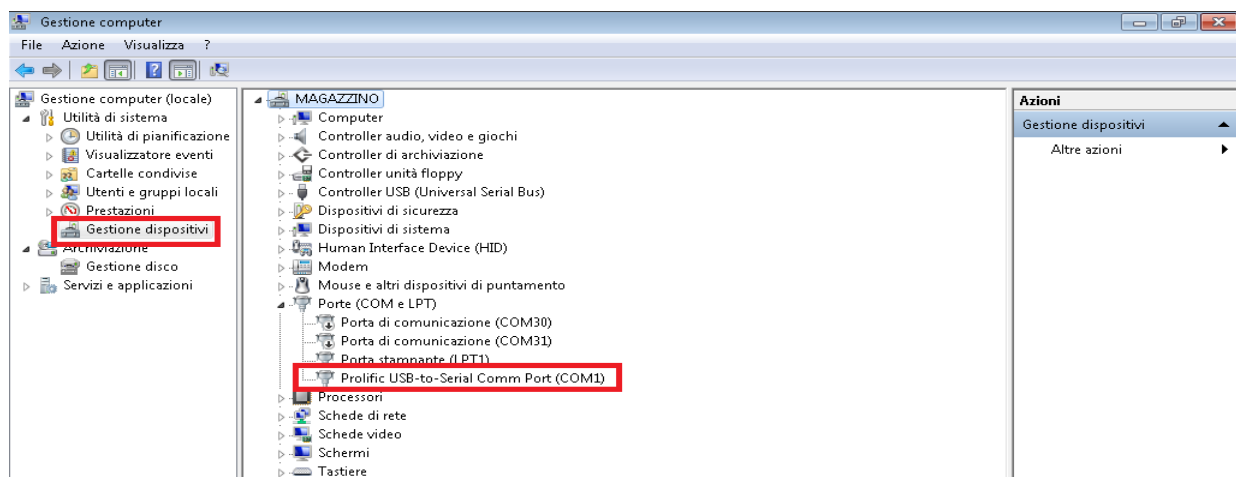 Gestione computer
File Azione Visualizza ?
Gestione computer (locale)
Utilità di sistema
Utilità di pianificazione
Visualizzatore eventi
Cartelle condivise
Utenti e gruppi locali
Prestazioni
Gestione dispositivi
Archiviazione
Gestione disco
Servizi e applicazioni
MAGAZZINO
Computer
Controller audio, video e giochi
Controller di archiviazione
Controller unità floppy
Controller USB (Universal Serial Bus)
Dispositivi di sicurezza
Dispositivi di sistema
Human Interface Device (HID)
Modem
Mouse e altri dispositivi di puntamento
Porte (COM e LPT)
Porta di comunicazione (COM30)
Porta di comunicazione (COM31)
Porta stampante (LPT1)
Prolific USB-to-Serial Comm Port (COM1)
Processori
Schede di rete
Schede video
Schermi
Tastiere
Azioni
Gestione dispositivi
Altre azioni